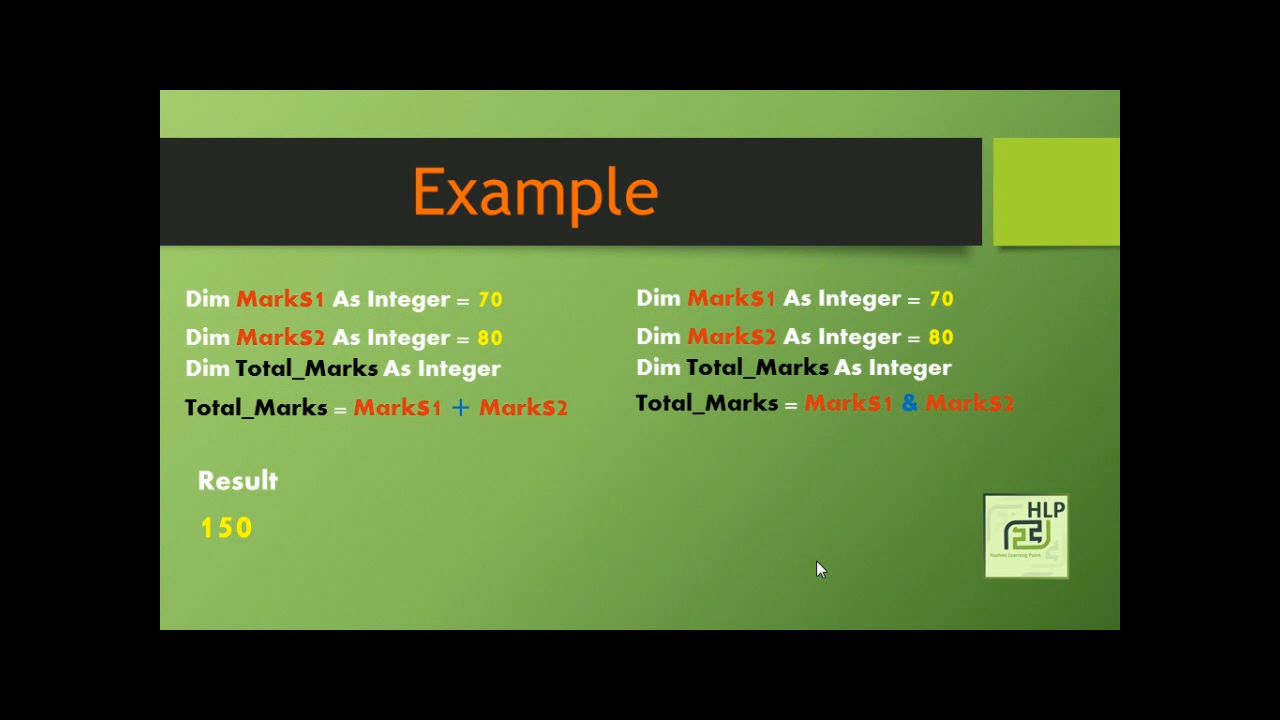 Example
Dim Marks1 As Integer = 70
Dim Marks2 As Integer = 80
Dim Total_Marks As Integer
Total_Marks = Marks1 + Marks2
Result
150
Dim Marks1 As Integer = 70
Dim Marks2 As Integer = 80
Dim Total_Marks As Integer
Total_Marks = Marks1 & Marks2
HLP
Learning Point